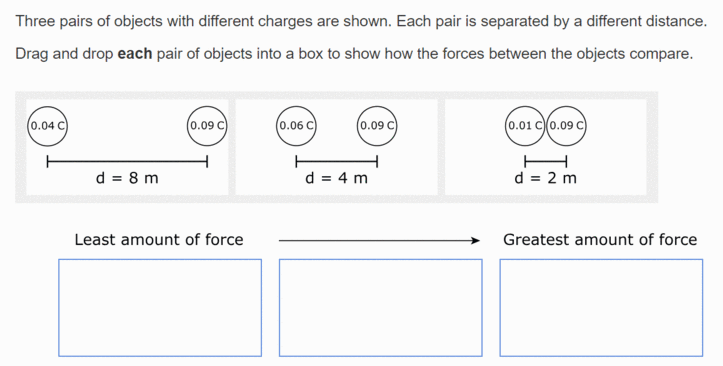 Three pairs of objects with different charges are shown. Each pair is separated by a different distance.
Drag and drop each pair of objects into a box to show how the forces between the objects compare.
0.04 C 0.09 C
d = 8 m
0.06 C 0.09 C
d = 4 m
0.01 C 0.09 C
d = 2 m
Least amount of force Greatest amount of force